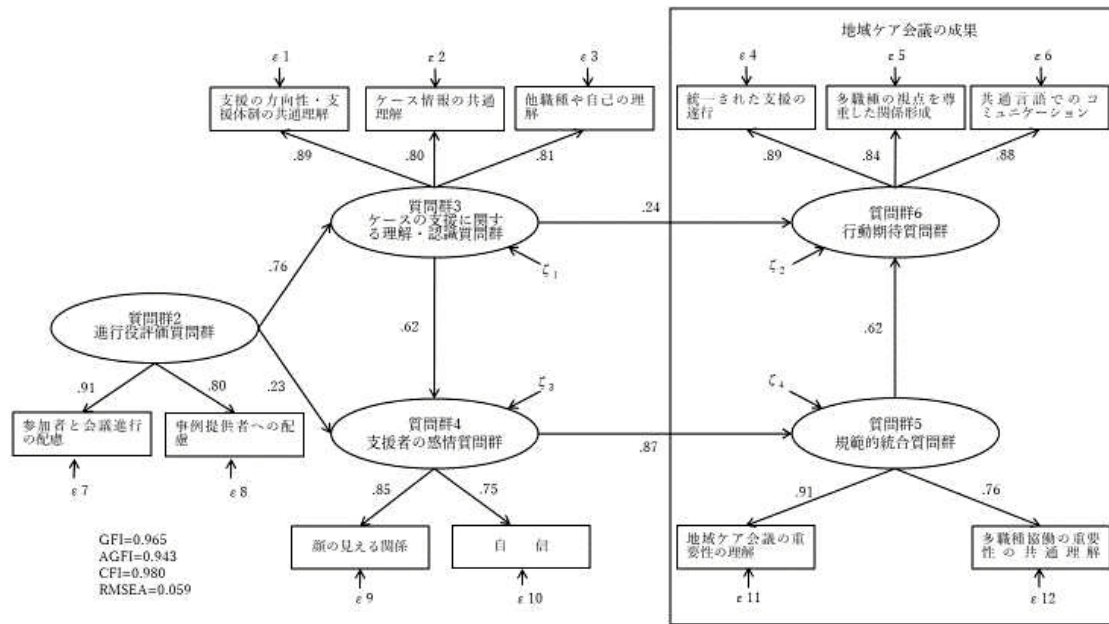 地域ケア会議の成果
ε1
ε2
ε3
ε4
ε5
ε6
支援の方向性・支
援体制の共通理解
ケース情報の共通
理解
他職種や自己の理
解
統一された支援の
遂行
多職種の視点を尊
重した関係形成
共通言語でのコ
ミュニケーション
.89
.80
.81
.89
.84
.88
質問群3
ケースの支援に関す
る理解・認識質問群
.24
質問群6
行動期待質問群
ζ1
ζ2
.76
質問群2
進行役評価質問群
.62
.62
.91
.80
.23
ζ3
ζ4
参加者と会議進行
の配慮
事例提供者への配
慮
質問群4
支援者の感情質問群
.87
質問群5
規範的統合質問群
ε7
ε8
.85
.75
.91
.76
GFI=0.965
AGFI=0.943
CFI=0.980
RMSEA=0.059
顔の見える関係
自 信
地域ケア会議の重
要性の理解
多職種協働の重要
性の共通理解
ε9
ε10
ε11
ε12